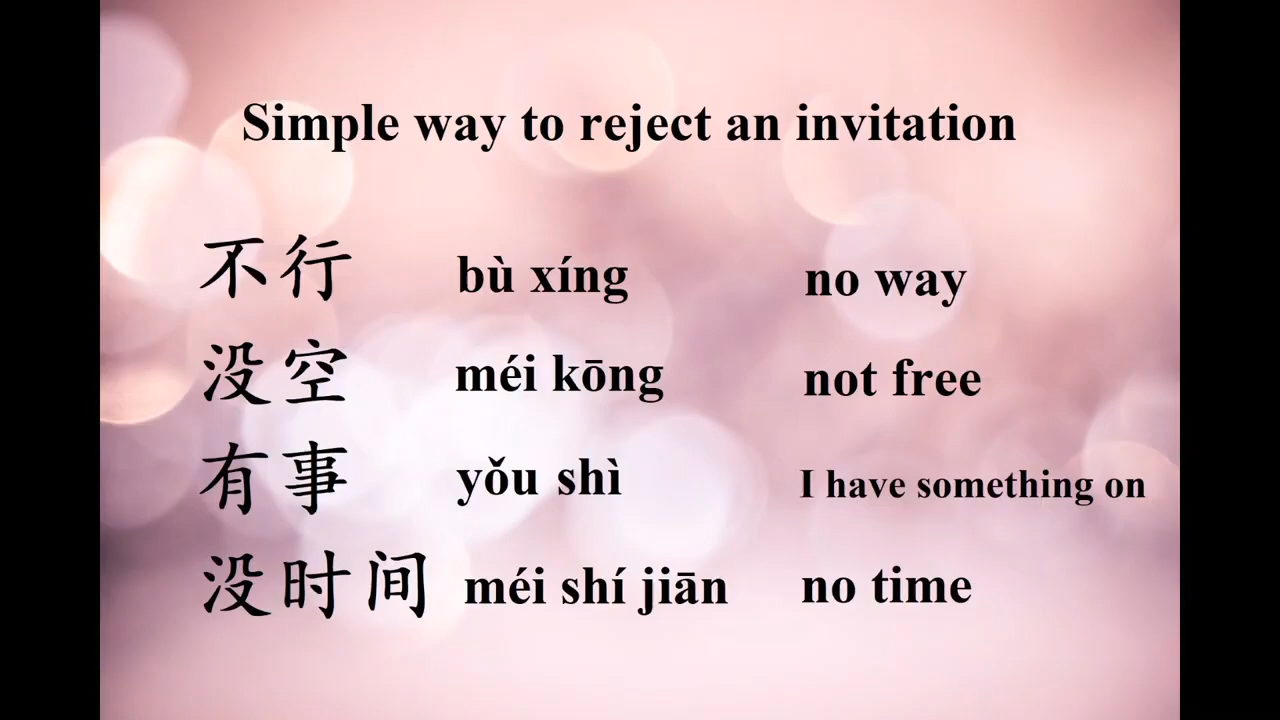 Simple way to reject an invitation
不行 bù xíng no way
没空 méi kōng not free
有事 yǒu shì I have something on
没时间 méi shí jiān no time